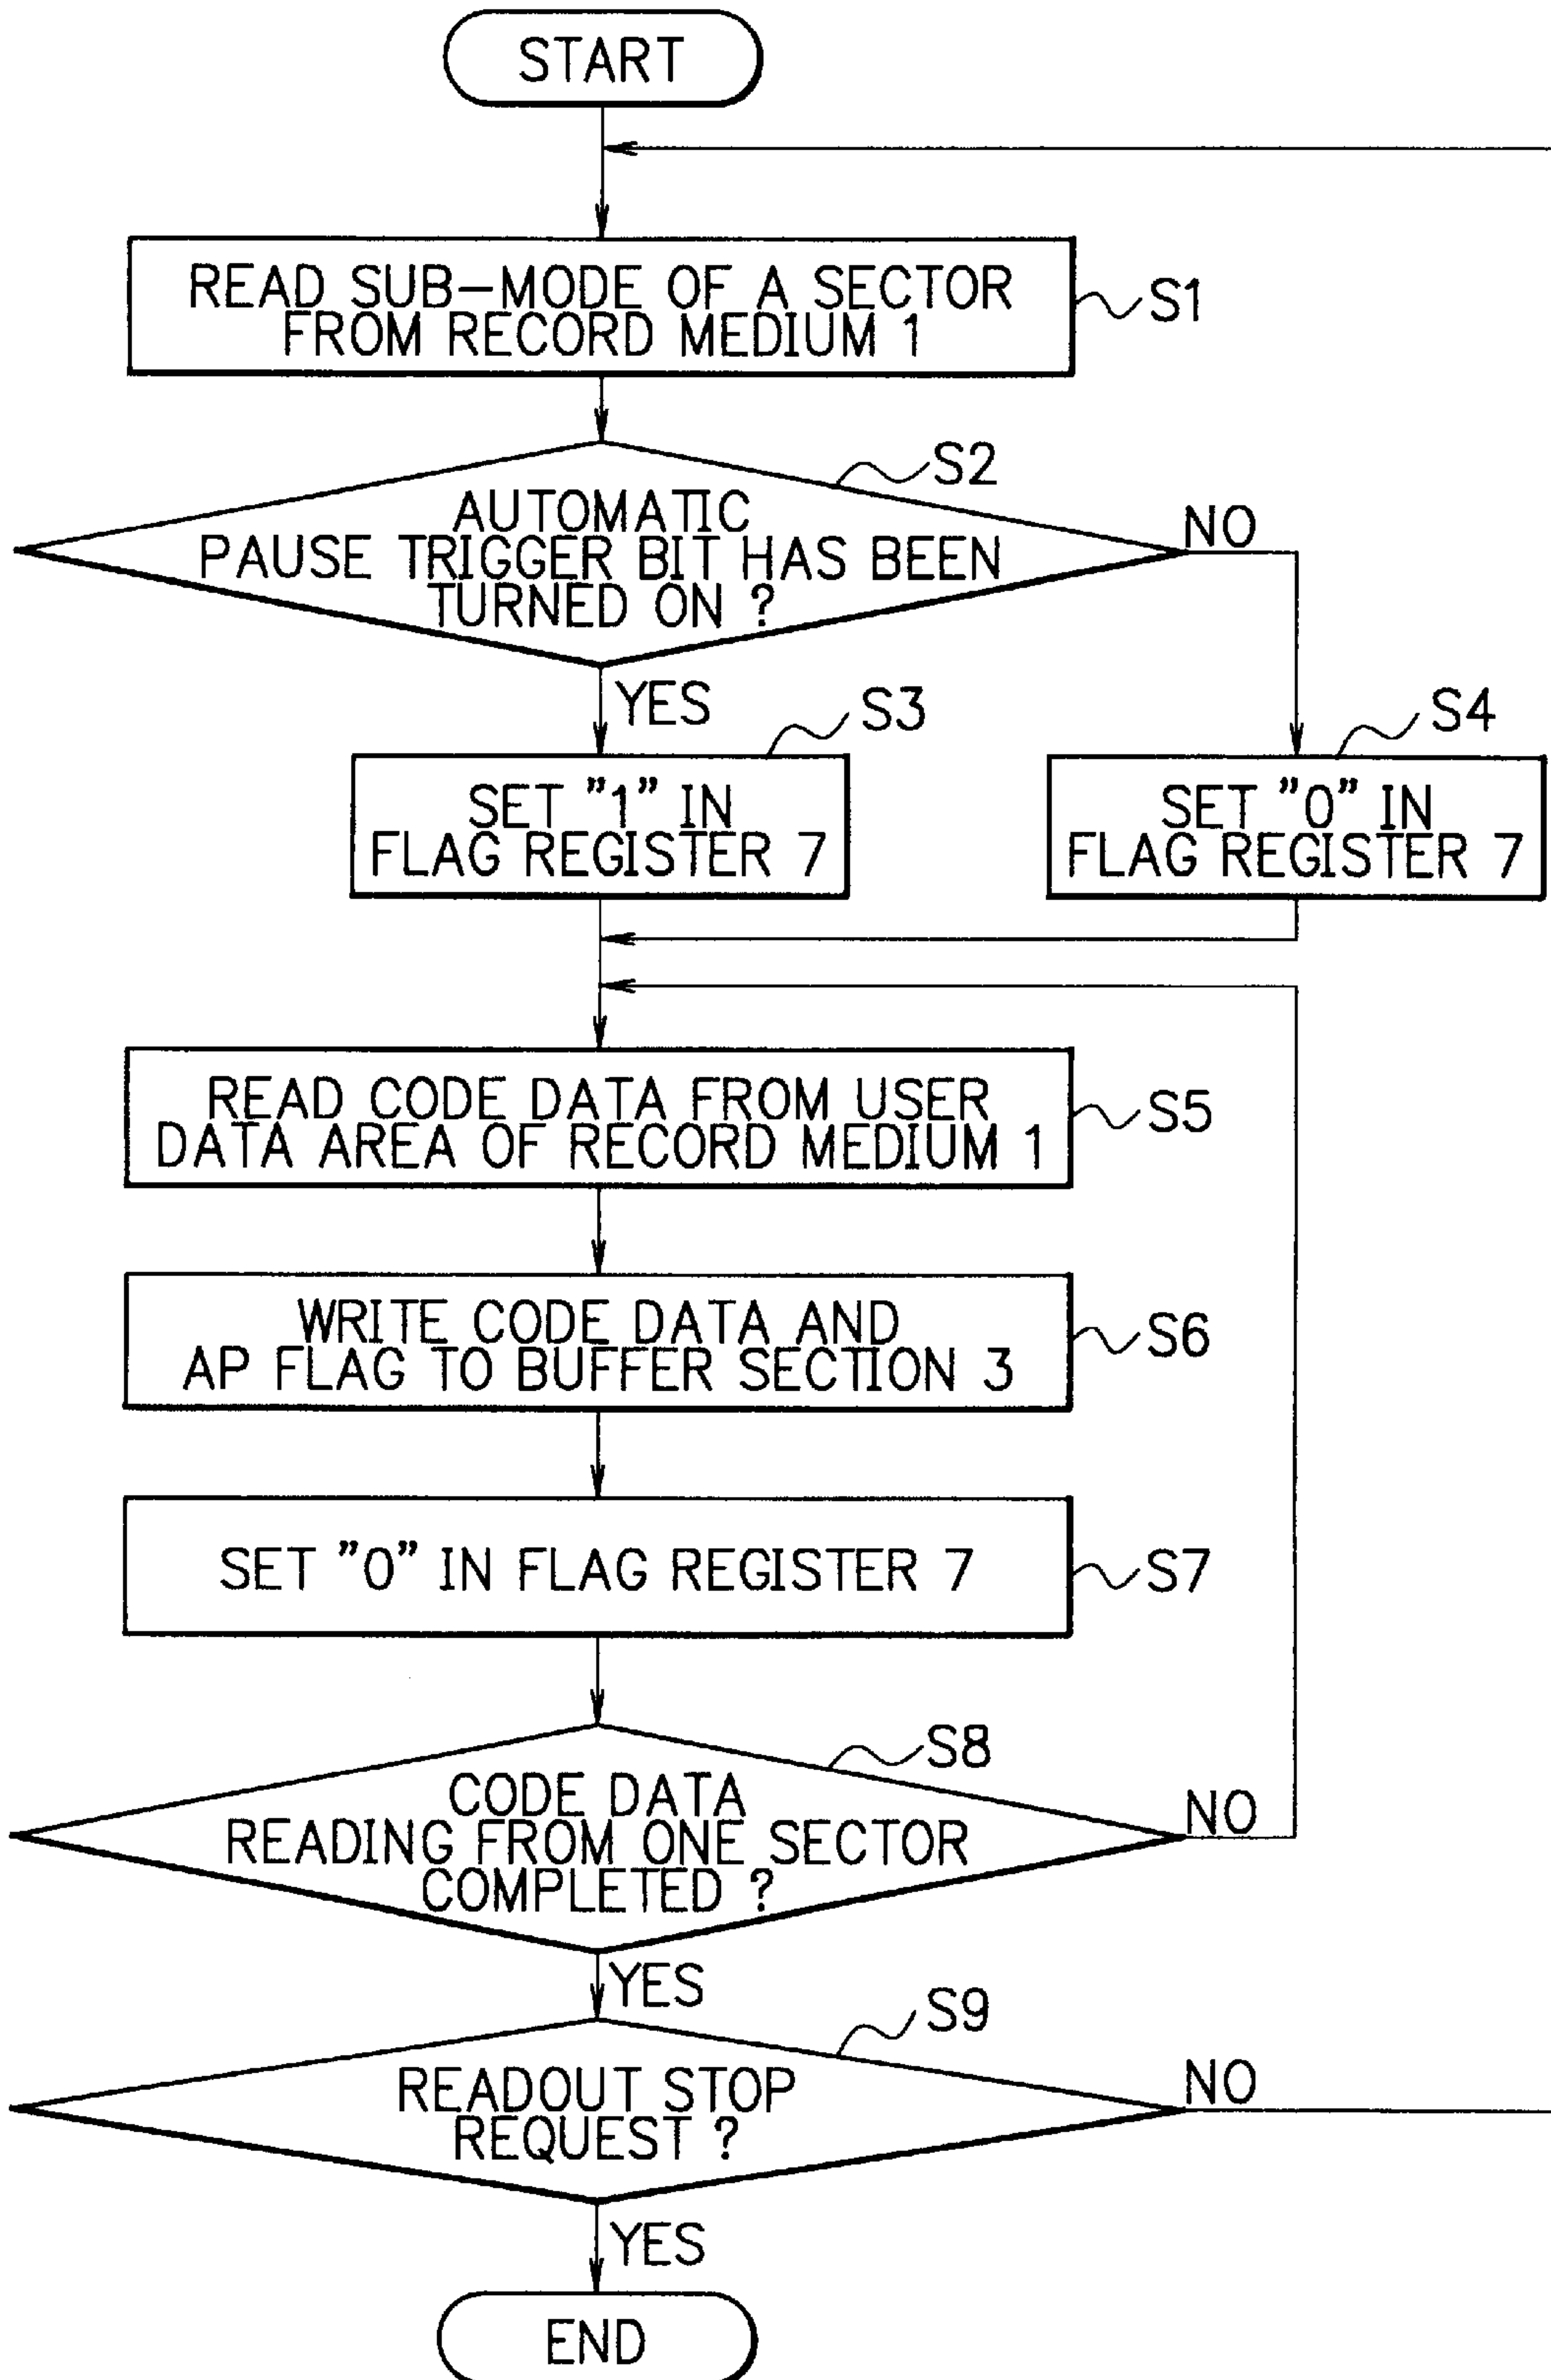 START
READ SUB-MODE OF A SECTOR
FROM RECORD MEDIUM 1
S1
S2
AUTOMATIC
PAUSE TRIGGER BIT HAS BEEN
TURNED ON ?
NO
YES
S3
S4
SET "1" IN
FLAG REGISTER 7
SET "0" IN
FLAG REGISTER 7
READ CODE DATA FROM USER
DATA AREA OF RECORD MEDIUM 1
S5
WRITE CODE DATA AND
AP FLAG TO BUFFER SECTION 3
S6
SET "0" IN FLAG REGISTER 7
S7
S8
CODE DATA
READING FROM ONE SECTOR
COMPLETED ?
NO
YES
S9
READOUT STOP
REQUEST ?
NO
YES
END